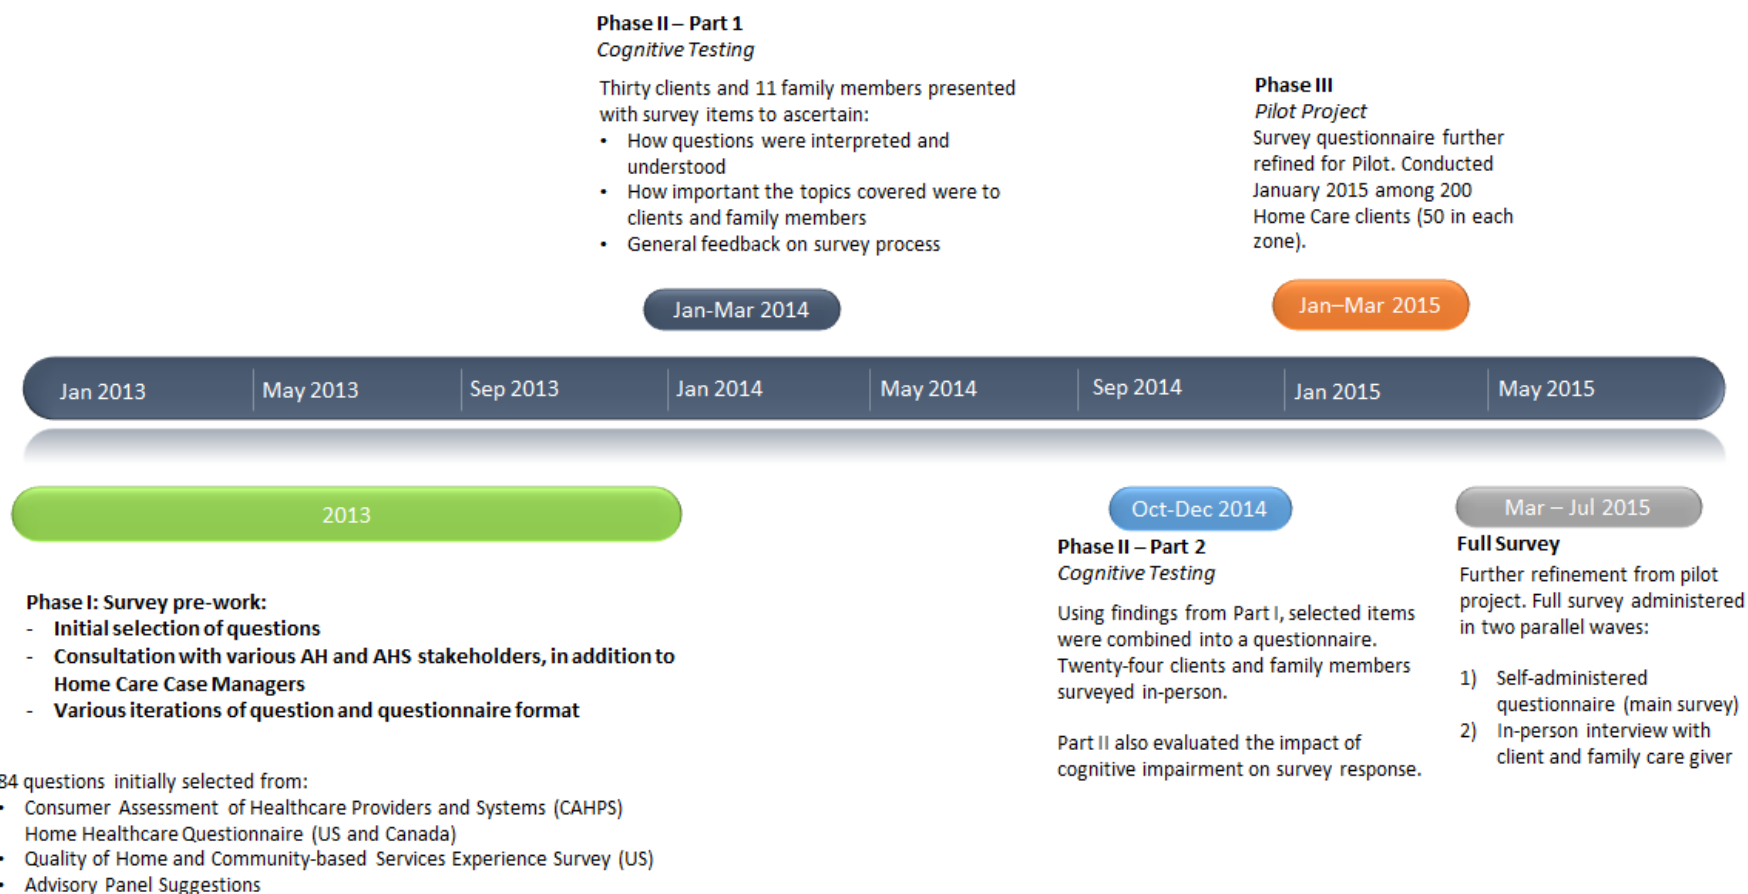 Phase II – Part 1
Cognitive Testing
Thirty clients and 11 family members presented
with survey items to ascertain:
• How questions were interpreted and
understood
• How important the topics covered were to
clients and family members
• General feedback on survey process
Phase III
Pilot Project
Survey questionnaire further
refined for Pilot. Conducted
January 2015 among 200
Home Care clients (50 in each
zone).
Jan-Mar 2014
Jan–Mar 2015
Jan 2013
May 2013
Sep 2013
Jan 2014
May 2014
Sep 2014
Jan 2015
May 2015
2013
Phase I: Survey pre-work:
- Initial selection of questions
- Consultation with various AH and AHS stakeholders, in addition to
Home Care Case Managers
- Various iterations of question and questionnaire format
84 questions initially selected from:
• Consumer Assessment of Healthcare Providers and Systems (CAHPS)
Home Healthcare Questionnaire (US and Canada)
• Quality of Home and Community-based Services Experience Survey (US)
• Advisory Panel Suggestions
Oct-Dec 2014
Phase II – Part 2
Cognitive Testing
Using findings from Part I, selected items
were combined into a questionnaire.
Twenty-four clients and family members
surveyed in-person.
Part II also evaluated the impact of
cognitive impairment on survey response.
Mar – Jul 2015
Full Survey
Further refinement from pilot
project. Full survey administered
in two parallel waves:
1) Self-administered
questionnaire (main survey)
2) In-person interview with
client and family care giver